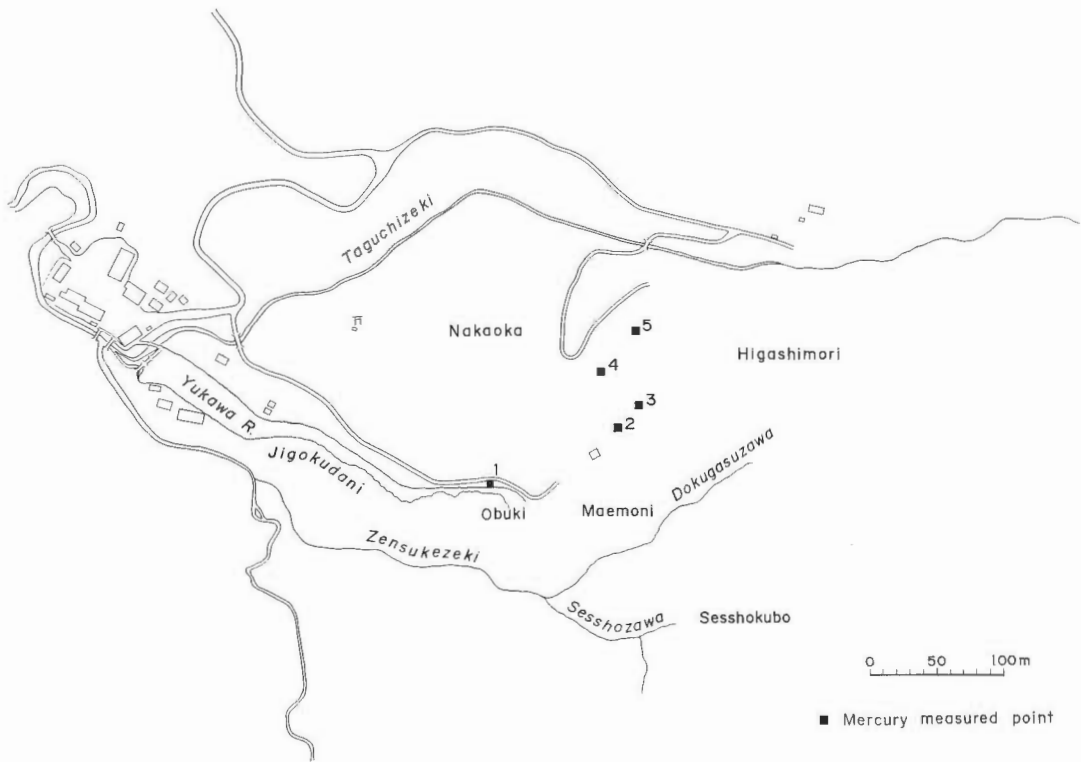 Taguchizeki
Nakaoka
5
Higashimori
4
3
2
Yukawa R.
Jigokudani
1
Obuki
Maemoni
Dokugasuzawa
Zensukezeki
Sesshozawa
Sesshokubo
0 50 100m
■ Mercury measured point